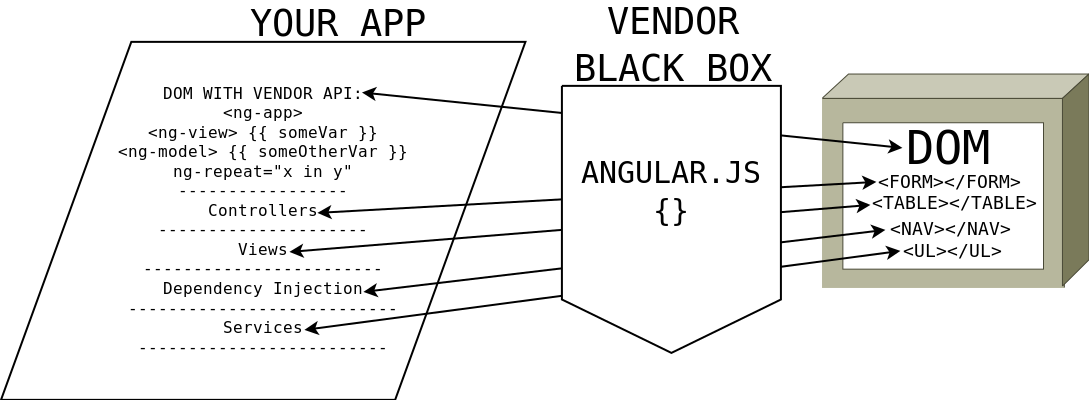 YOUR APP
DOM WITH VENDOR API:
<ng-app>
<ng-view> {{ someVar }}
<ng-model> {{ someOtherVar }}
ng-repeat="x in y"
-----------------
Controllers
---------------------
Views
------------------------
Dependency Injection
---------------------------
Services
-------------------------
VENDOR
BLACK BOX
ANGULAR.JS
{}
DOM
<FORM></FORM>
<TABLE></TABLE>
<NAV></NAV>
<UL></UL>